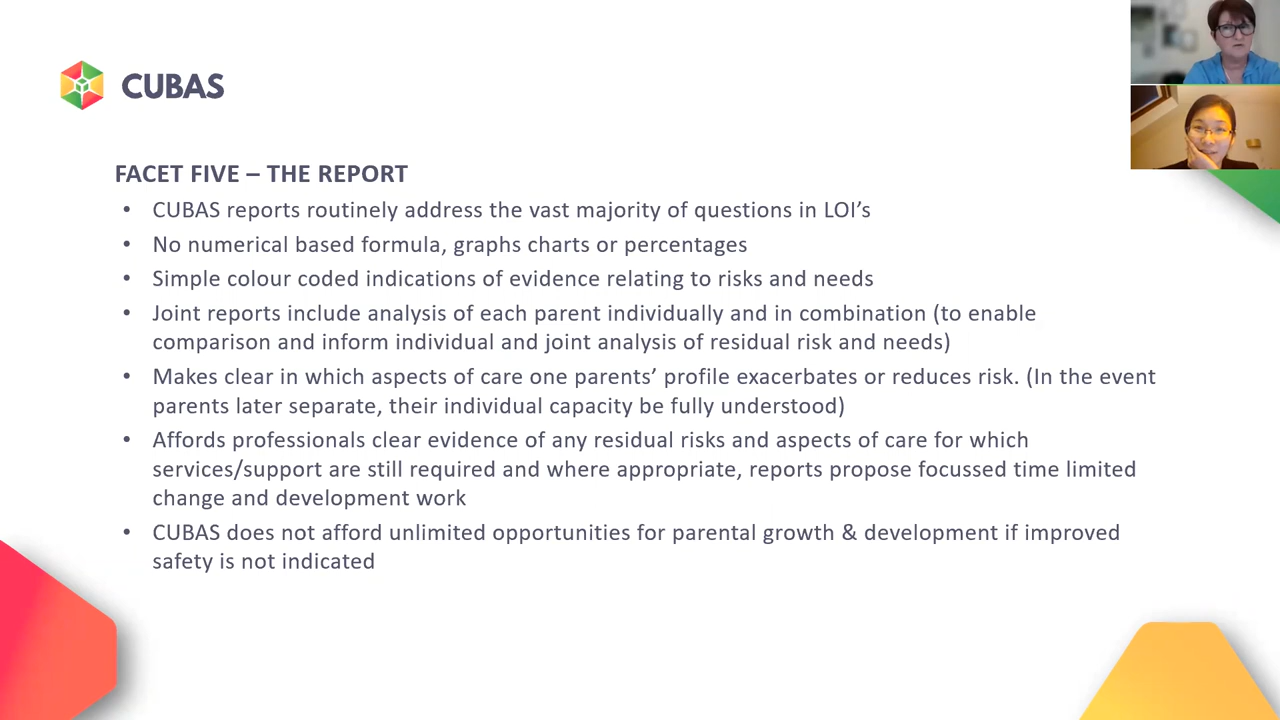 CUBAS
FACET FIVE – THE REPORT
• CUBAS reports routinely address the vast majority of questions in LOI’s
• No numerical based formula, graphs charts or percentages
• Simple colour coded indications of evidence relating to risks and needs
• Joint reports include analysis of each parent individually and in combination (to enable
comparison and inform individual and joint analysis of residual risk and needs)
• Makes clear in which aspects of care one parents’ profile exacerbates or reduces risk. (In the event
parents later separate, their individual capacity be fully understood)
• Affords professionals clear evidence of any residual risks and aspects of care for which
services/support are still required and where appropriate, reports propose focussed time limited
change and development work
• CUBAS does not afford unlimited opportunities for parental growth & development if improved
safety is not indicated